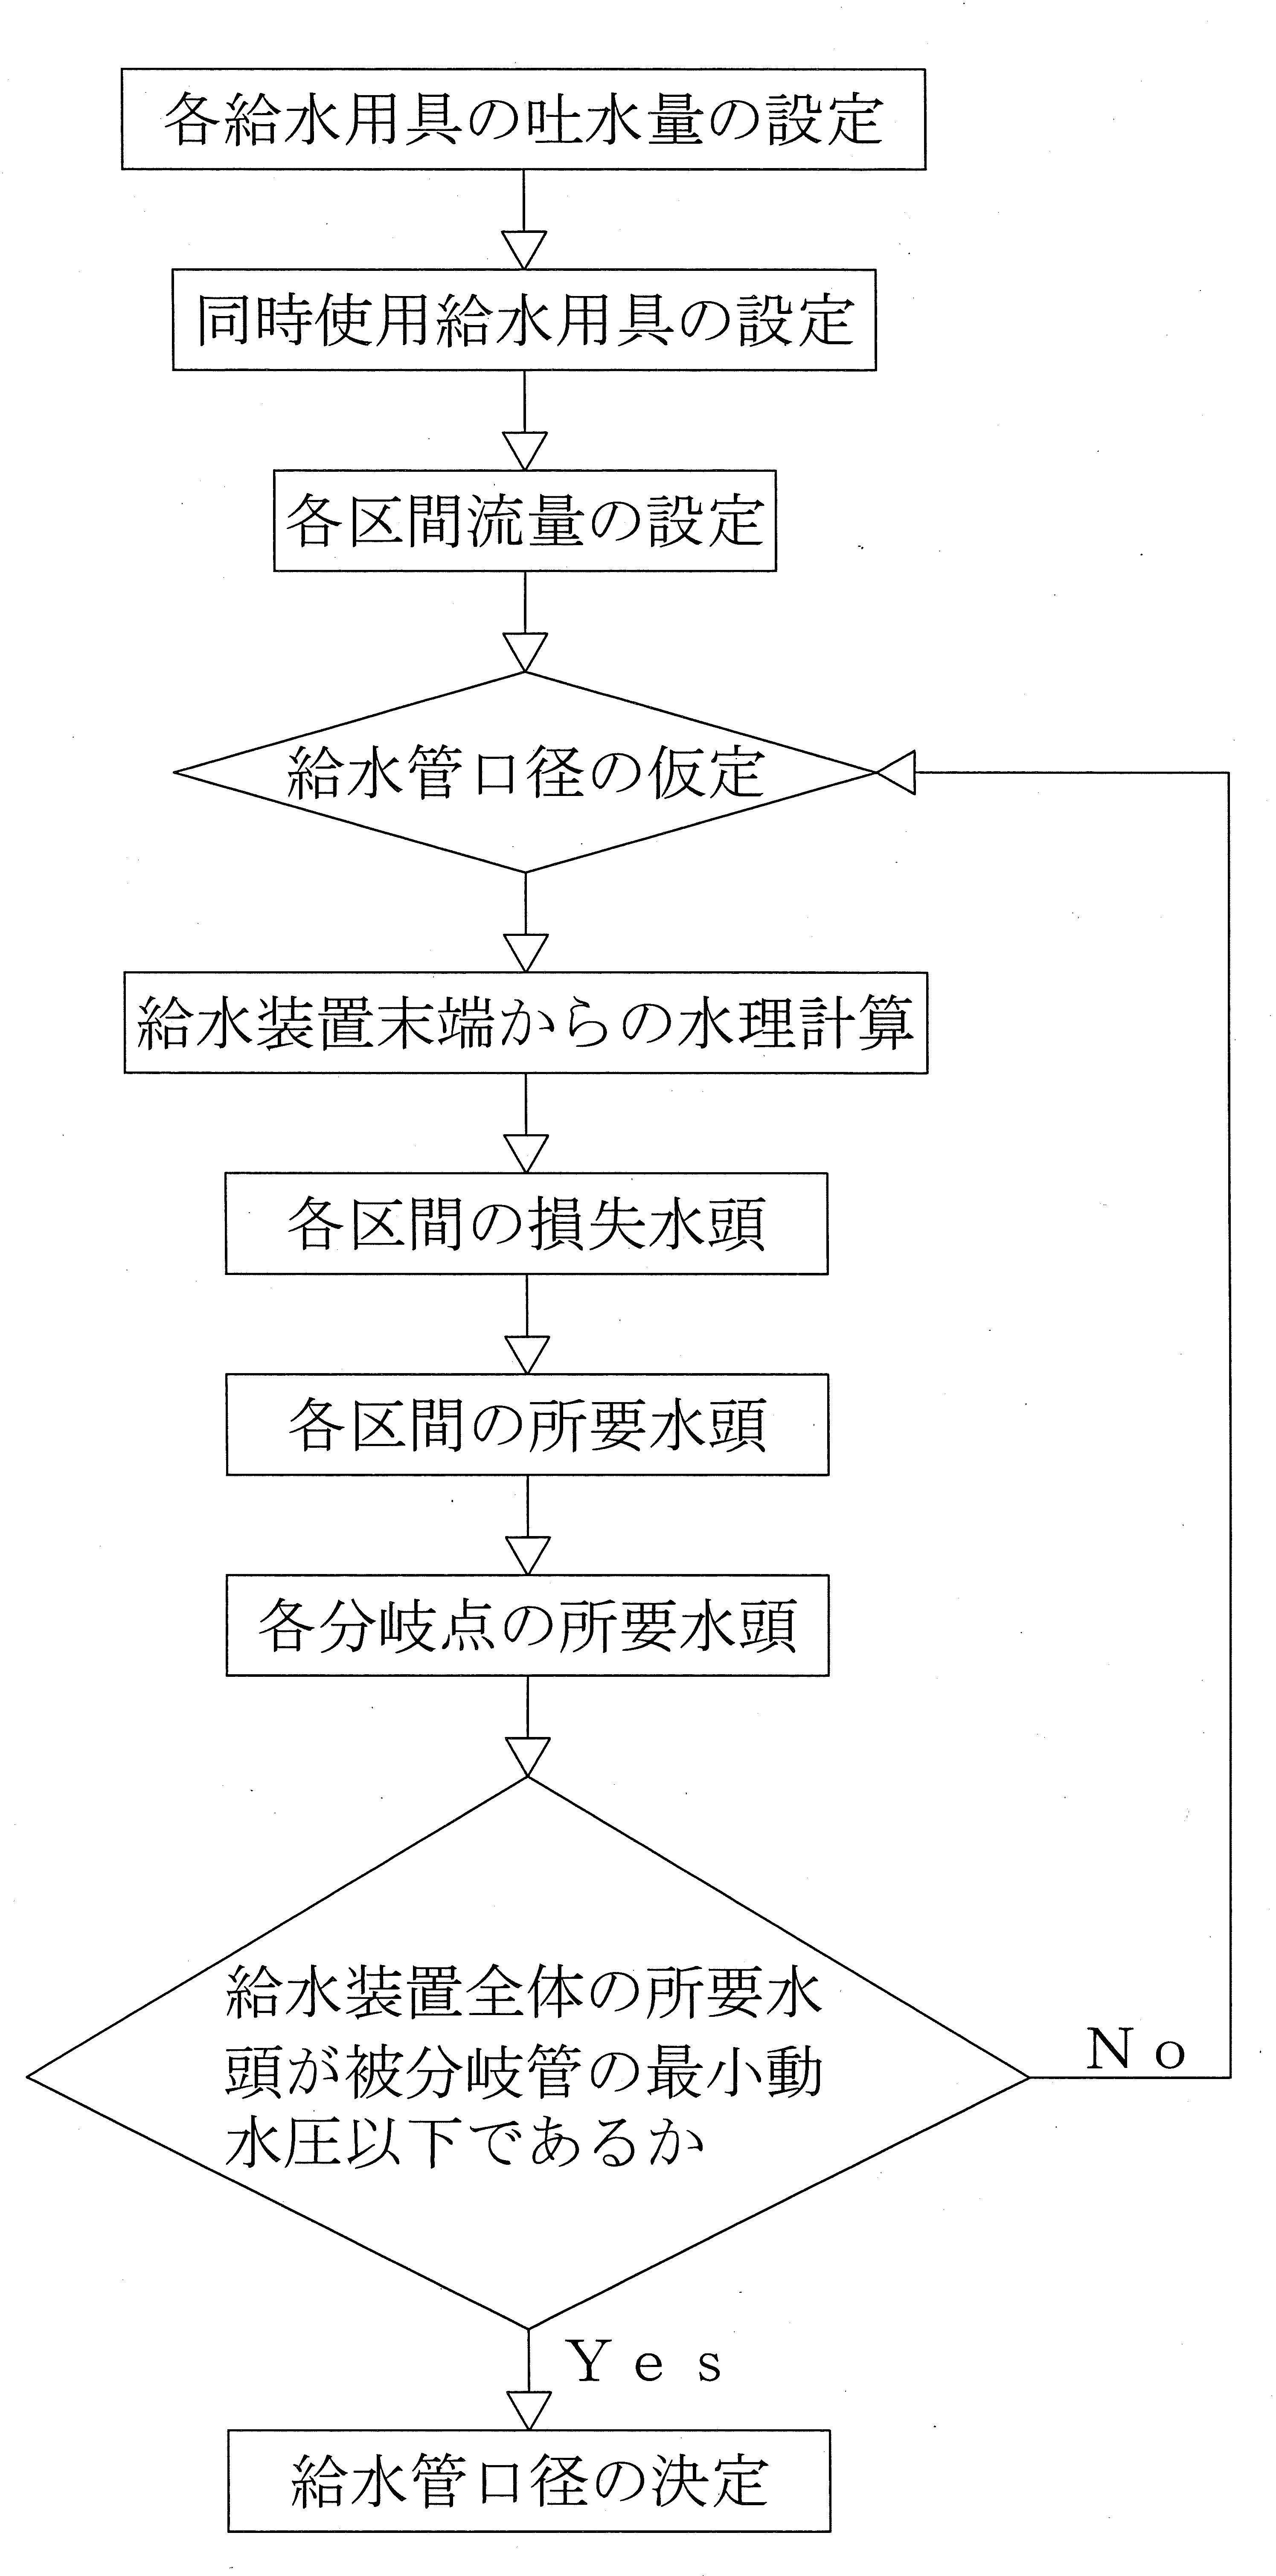 各給水用具の吐水量の設定
同時使用給水用具の設定
各区間流量の設定
給水管口径の仮定
給水装置末端からの水理計算
各区間の損失水頭
各区間の所要水頭
各分岐点の所要水頭
給水装置全体の所要水
頭が被分岐管の最小動
水圧以下であるか
No
Yes
給水管口径の決定